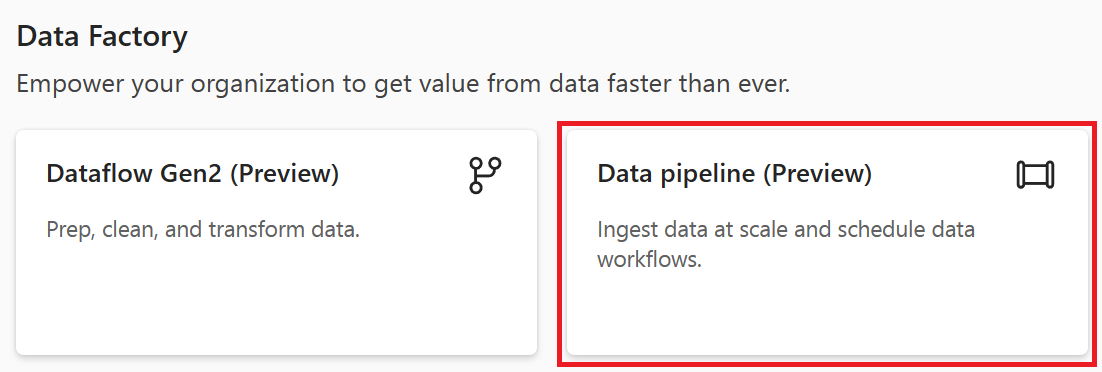 Data Factory
Empower your organization to get value from data faster than ever.
Dataflow Gen2 (Preview)
Prep, clean, and transform data.
Data pipeline (Preview)
Ingest data at scale and schedule data
workflows.